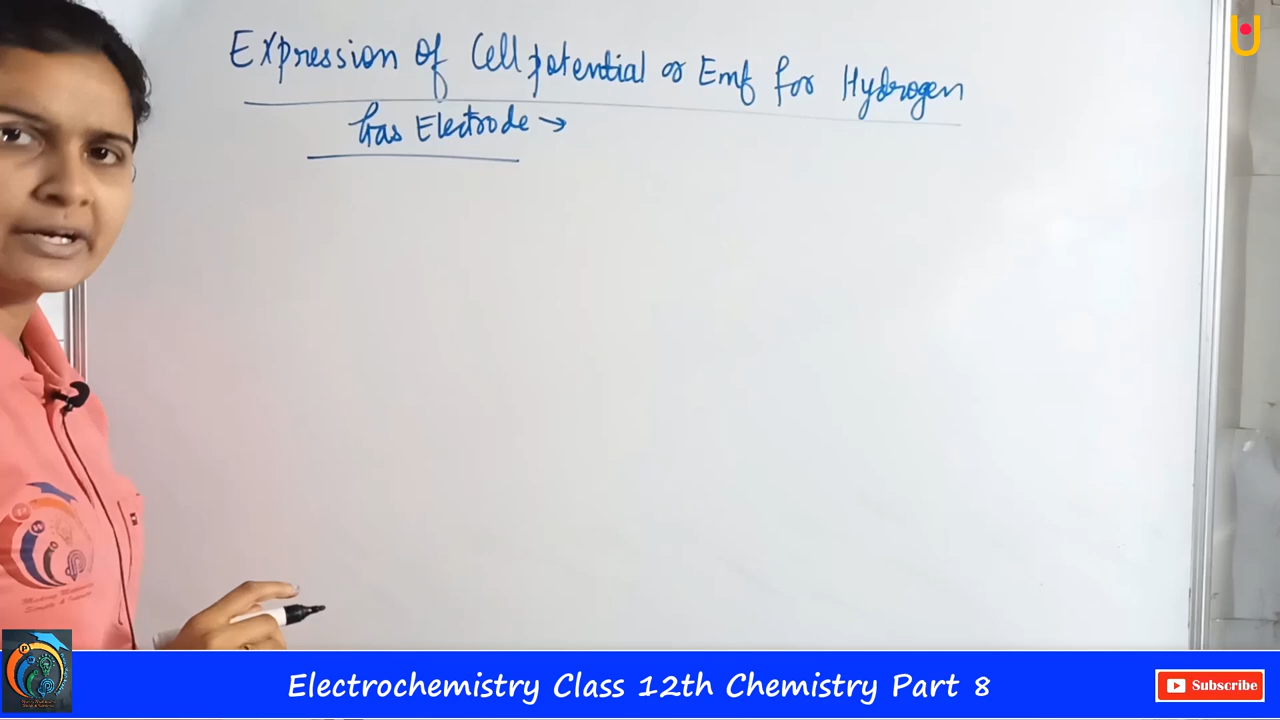 Expression of Cell potential or Emf for Hydrogen
Gas Electrode →
Electrochemistry Class 12th Chemistry Part 8
Subscribe